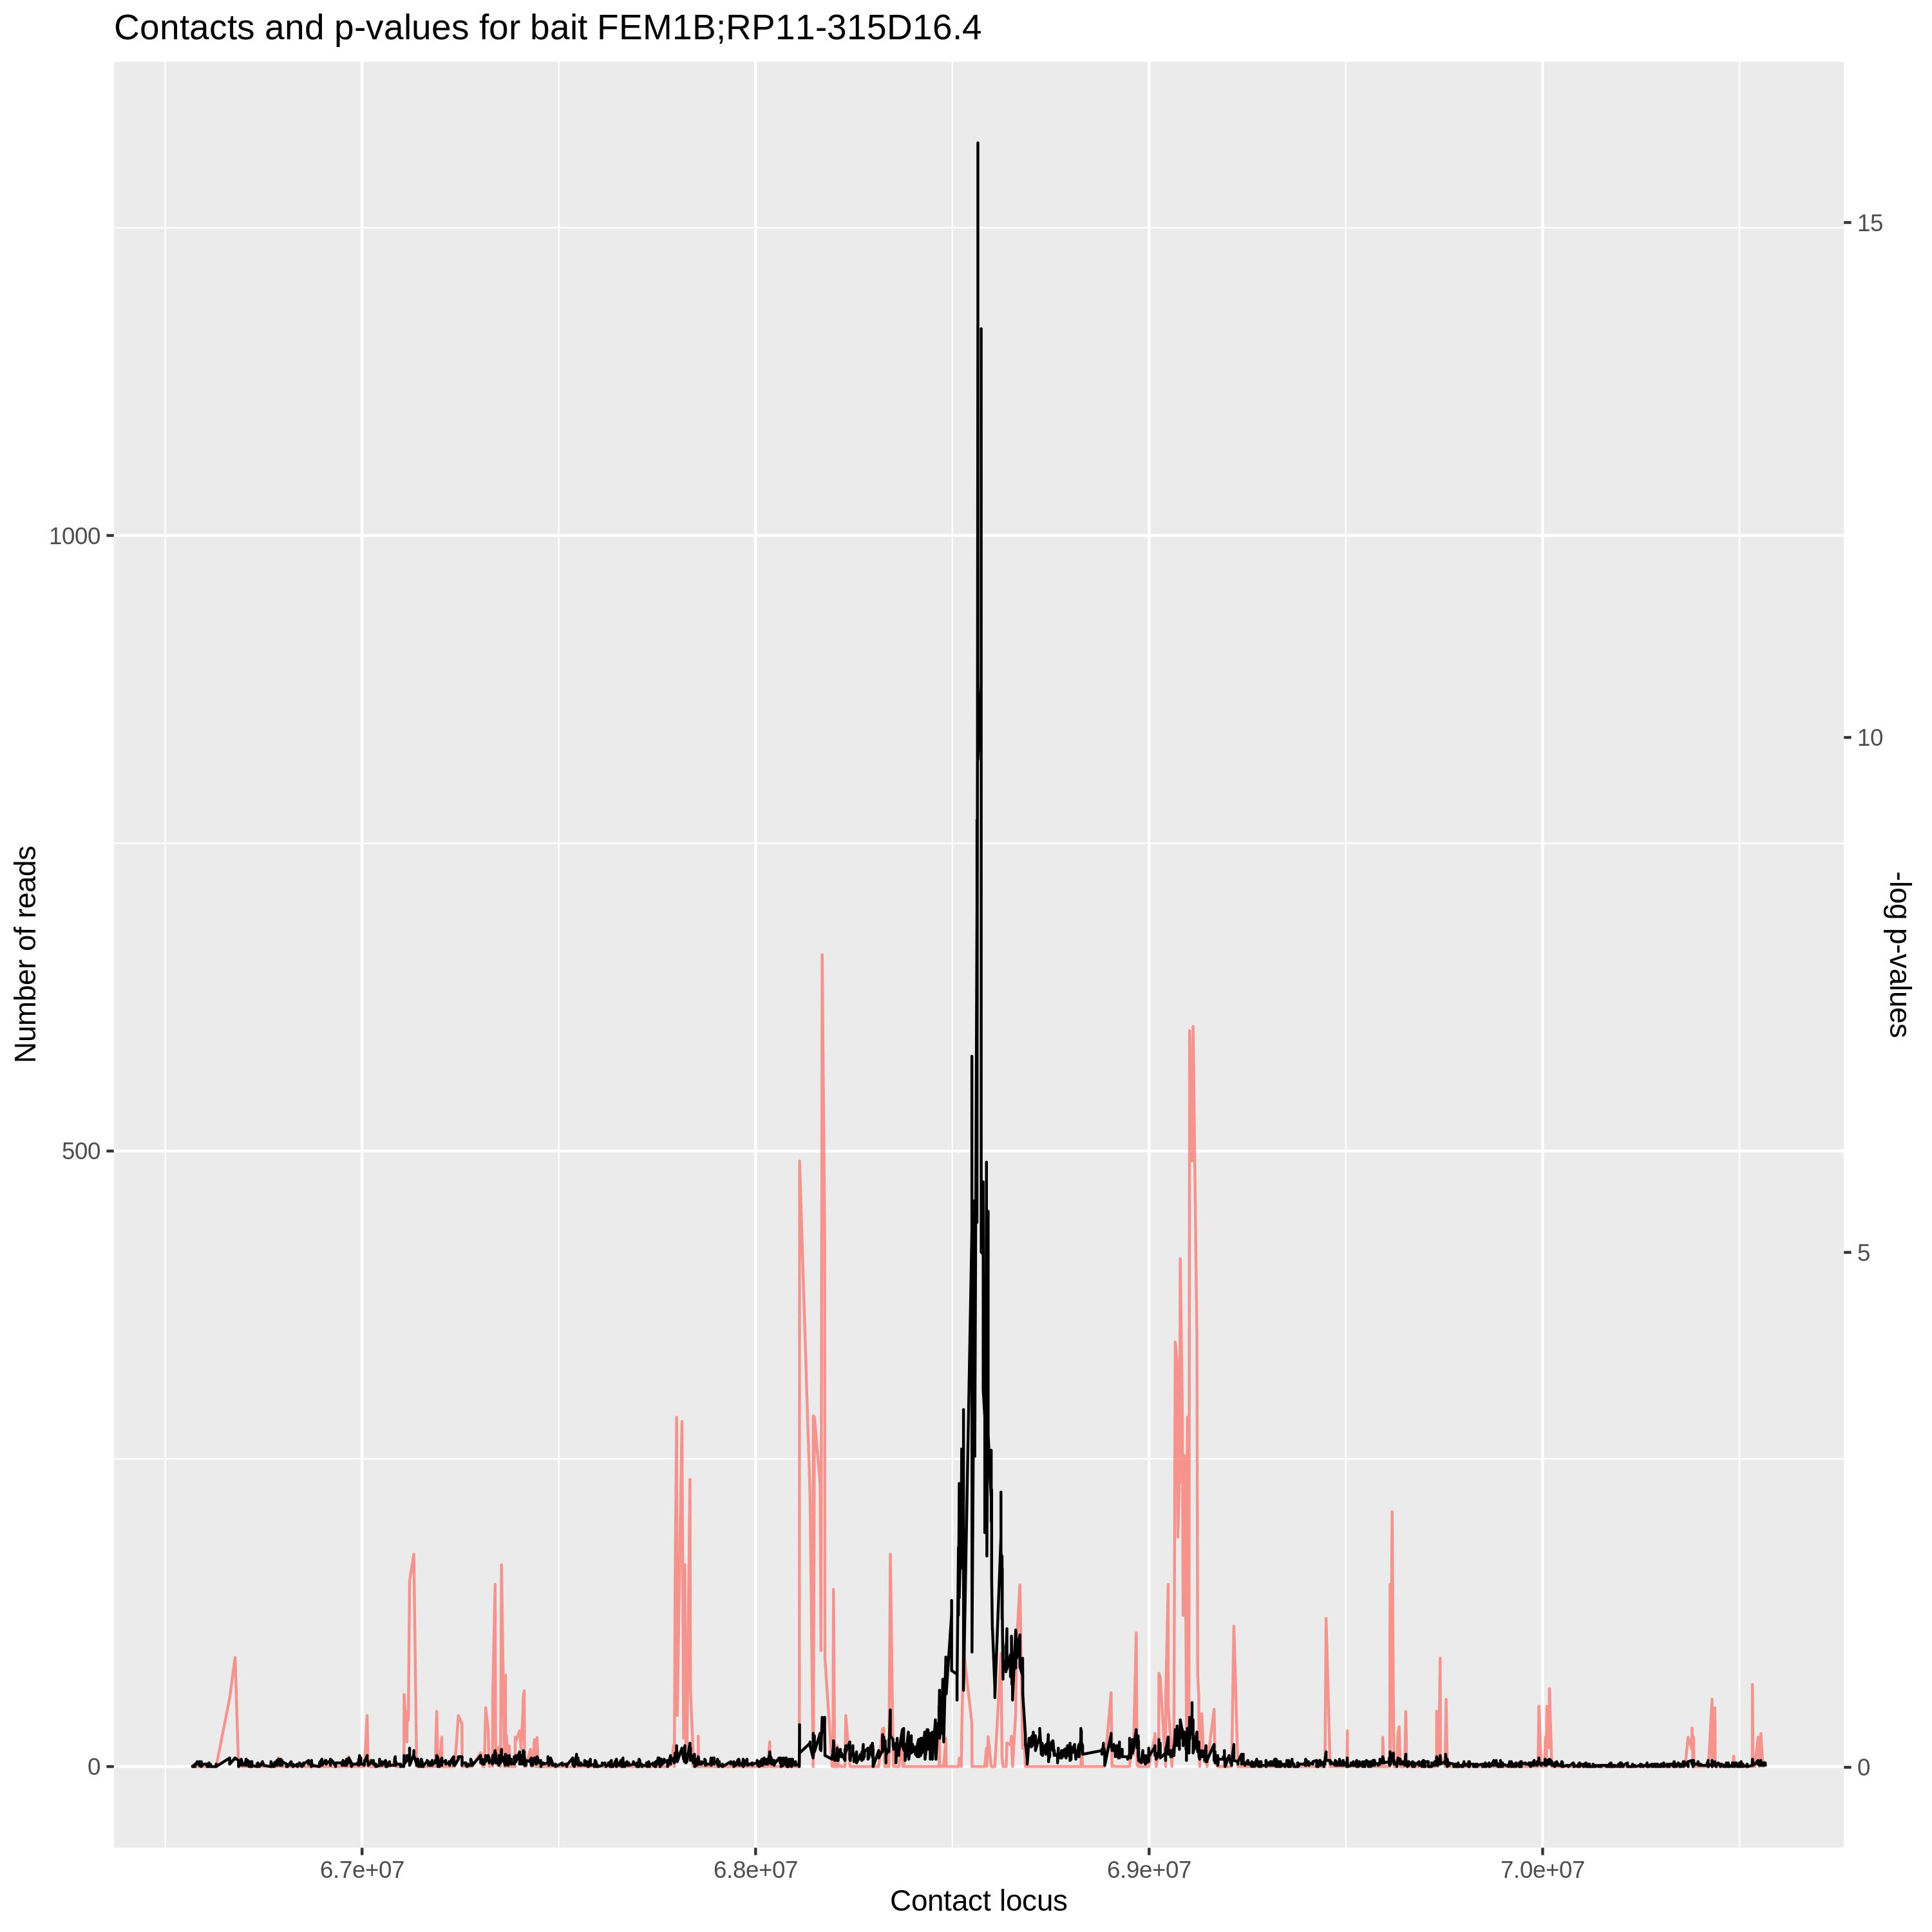 Contacts and p-values for bait FEM1B;RP11-315D16.4
15
1000
10
Number of reads
-log p-values
500
5
0
0
6.7e+07
6.8e+07
6.9e+07
7.0e+07
Contact locus